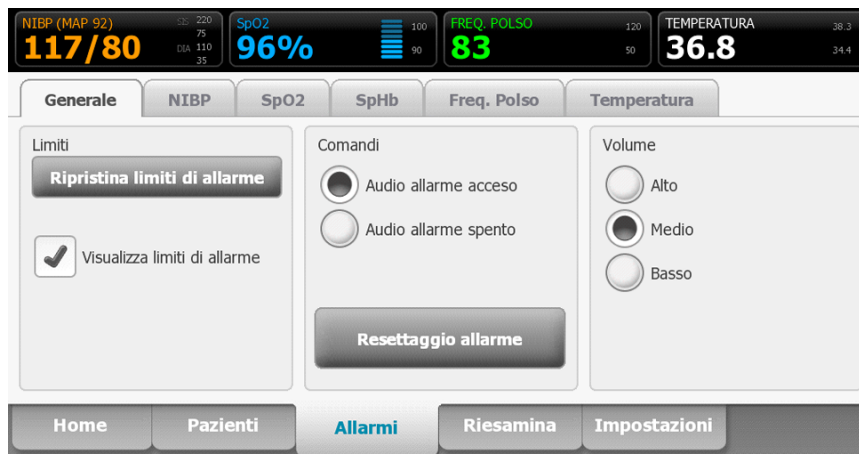 NIBP (MAP 92)
SIS 220
75
117/80
DIA 110
35
SpO2
96%
100
90
FREQ. POLSO
83
120
50
TEMPERATURA
36.8
38.3
34.4
Generale NIBP SpO2 SpHb Freq. Polso Temperatura
Limiti
Ripristina limiti di allarme
Visualizza limiti di allarme
Comandi
Audio allarme acceso
Audio allarme spento
Resettaggio allarme
Volume
Alto
Medio
Basso
Home Pazienti Allarmi Riesamina Impostazioni